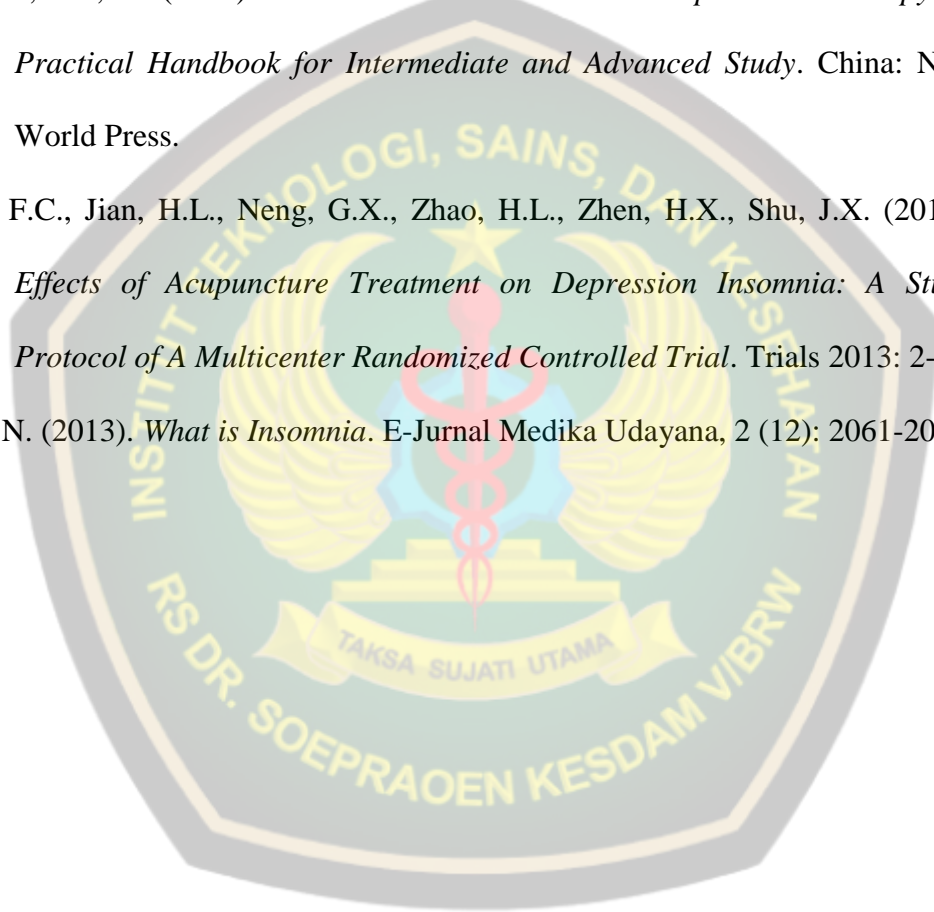 Practical Handbook for Intermediate and Advanced Study. China: N
World Press.
F.C., Jian, H.L., Neng, G.X., Zhao, H.L., Zhen, H.X., Shu, J.X. (201
Effects of Acupuncture Treatment on Depression Insomnia: A St
Protocol of A Multicenter Randomized Controlled Trial. Trials 2013: 2-
N. (2013). What is Insomnia. E-Jurnal Medika Udayana, 2 (12): 2061-20
INSTITUT TEKNOLOGI, SAINS, DAN KESEHATAN
TAKSA SUJATI UTAMA
RS DR. SOEPRAOEN KESDAM V/BRW